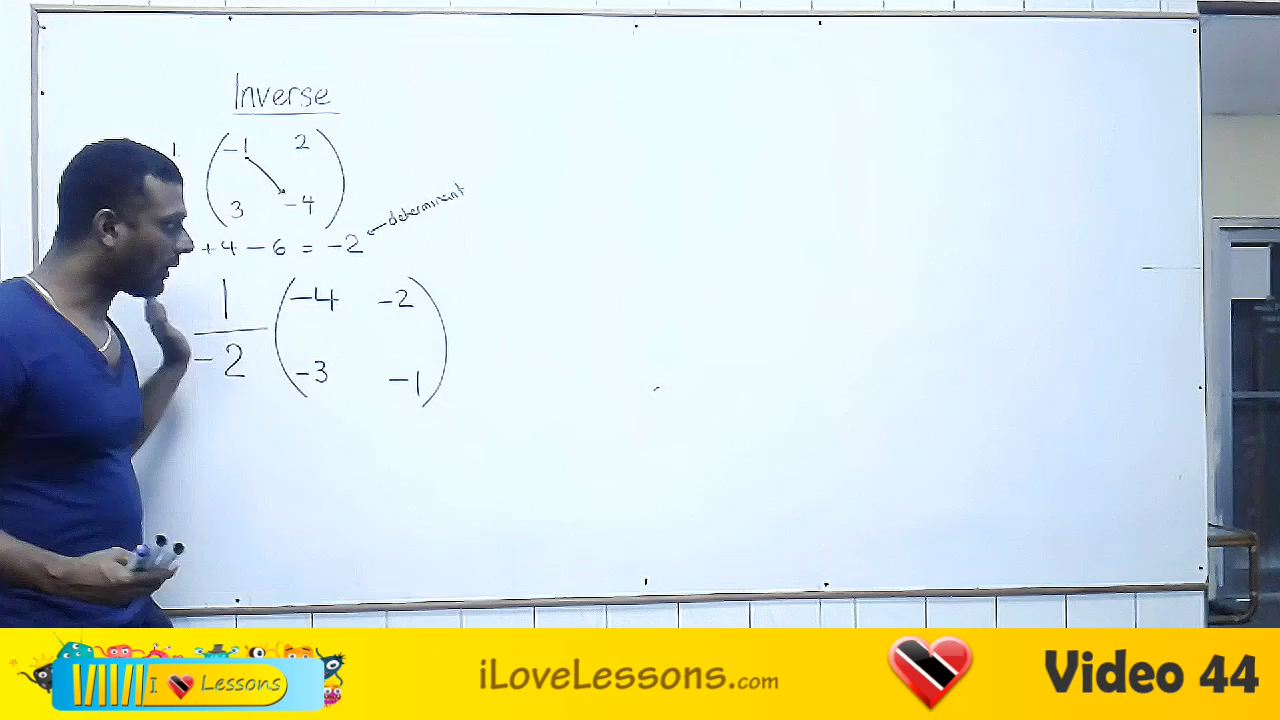 Inverse
1.
-1 2
3 -4
+4 - 6 = -2 ← determinant
1
-2
-4 -2
-3 -1
I Lessons
iLoveLessons.com
Video 44